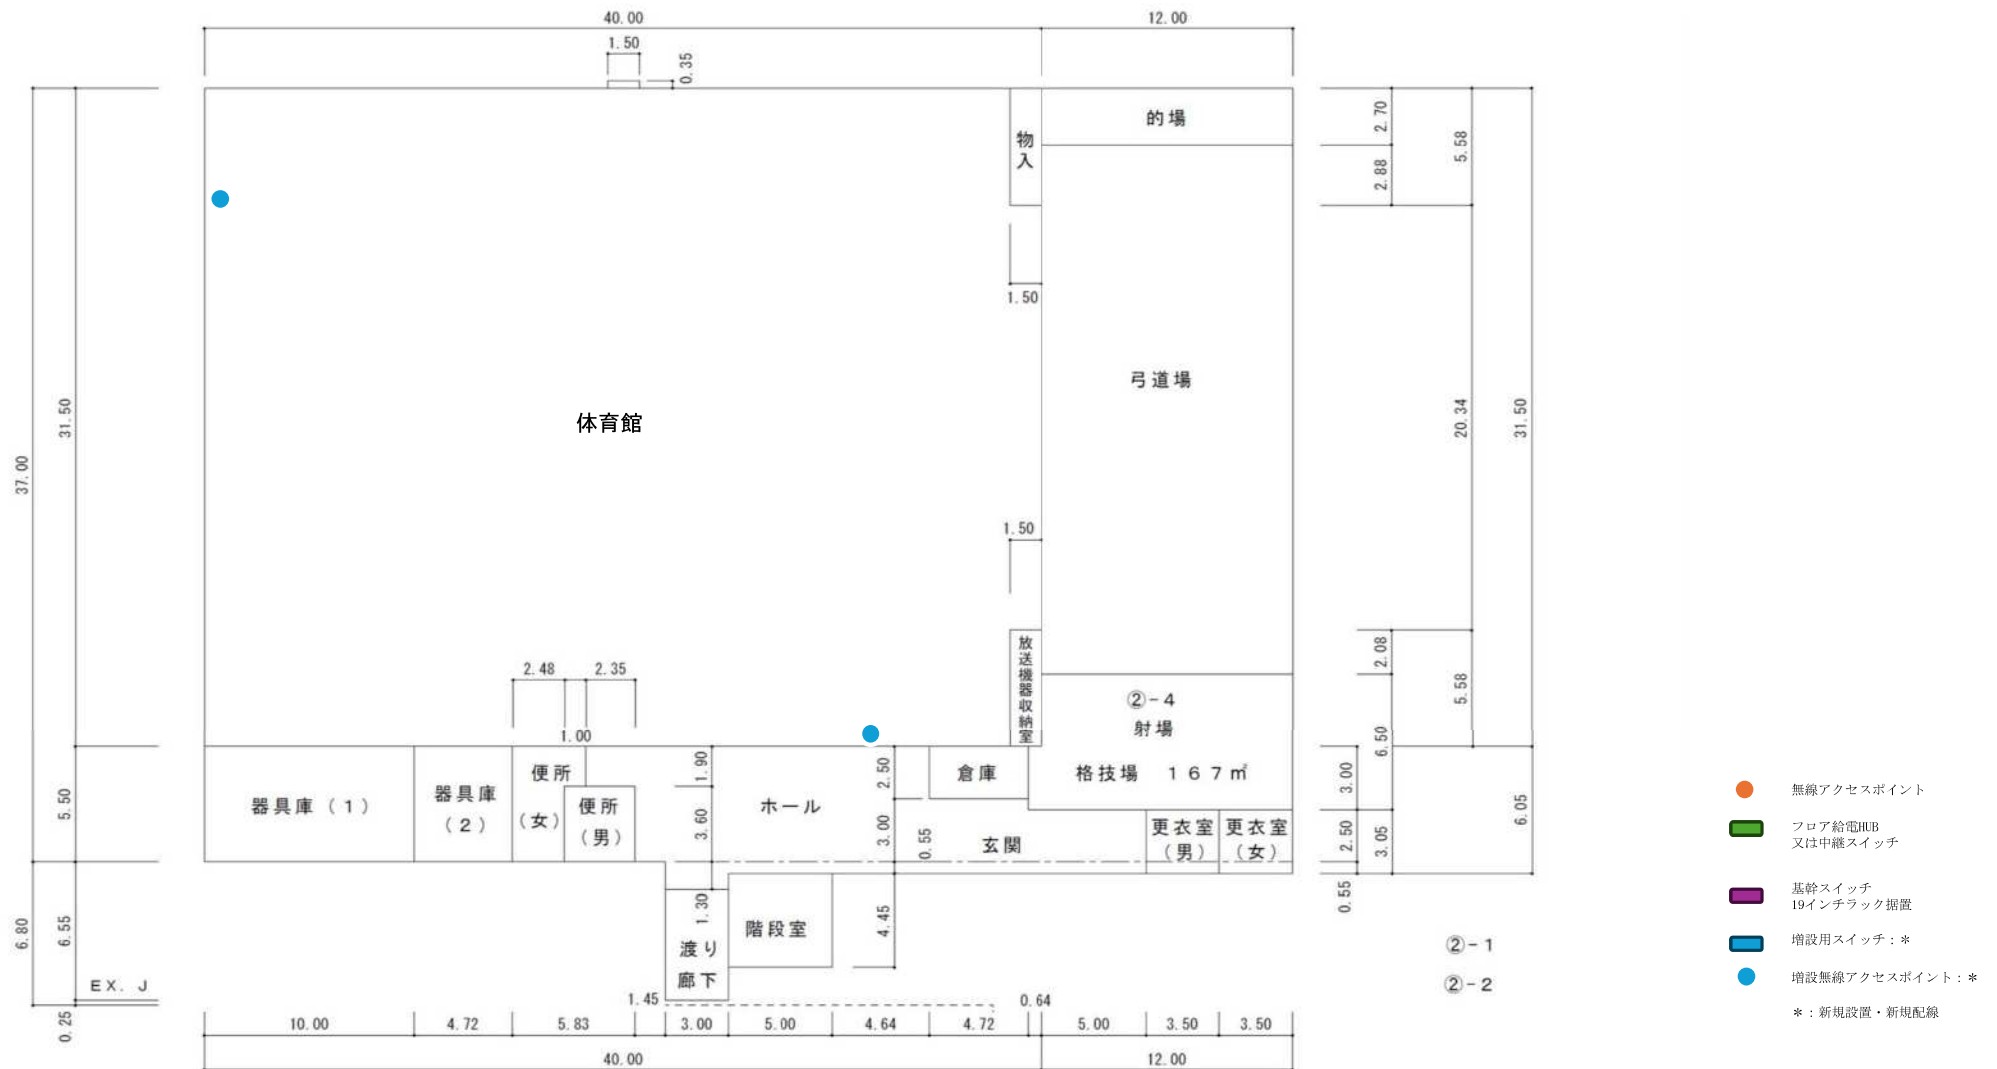 40.00
12.00
1.50
0.35
物入
的場
2.70
2.88
5.58
1.50
弓道場
体育館
31.50
37.00
20.34
31.50
1.50
放送機器収納室
2.08
5.58
2.48
2.35
1.00
②-4
射場
格技場 167㎡
6.50
3.00
2.50
3.05
0.55
6.05
5.50
器具庫(1)
器具庫
(2)
便所
(女)
便所
(男)
1.90
3.60
ホール
2.50
3.00
0.55
倉庫
玄関
更衣室
(男)
更衣室
(女)
6.80
6.55
0.25
EX. J
1.30
渡り
廊下
階段室
4.45
1.45
0.64
②-1
②-2
10.00
4.72
5.83
3.00
5.00
4.64
4.72
5.00
3.50
3.50
40.00
12.00
無線アクセスポイント
フロア給電HUB
又は中継スイッチ
基幹スイッチ
19インチラック据置
増設用スイッチ:*
増設無線アクセスポイント:*
*:新規設置・新規配線